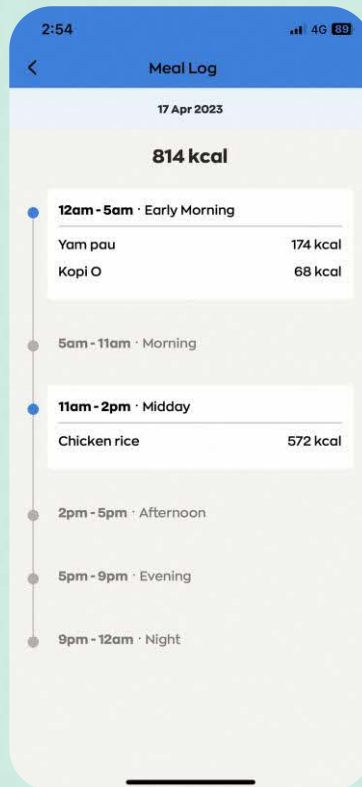 2:54 4G 89
Meal Log
17 Apr 2023
814 kcal
12am - 5am · Early Morning
Yam pau 174 kcal
Kopi O 68 kcal
5am - 11am · Morning
11am - 2pm · Midday
Chicken rice 572 kcal
2pm - 5pm · Afternoon
5pm - 9pm · Evening
9pm - 12am · Night